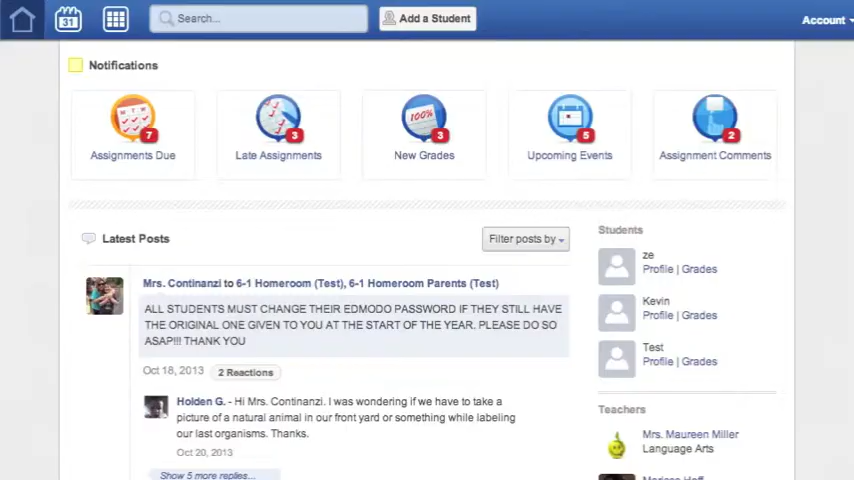 31
Search...
Add a Student
Account
Notifications
7
Assignments Due
3
Late Assignments
100%
3
New Grades
5
Upcoming Events
2
Assignment Comments
Latest Posts
Filter posts by
Mrs. Continanzi to 6-1 Homeroom (Test), 6-1 Homeroom Parents (Test)
ALL STUDENTS MUST CHANGE THEIR EDMODO PASSWORD IF THEY STILL HAVE
THE ORIGINAL ONE GIVEN TO YOU AT THE START OF THE YEAR. PLEASE DO SO
ASAP!!! THANK YOU
Oct 18, 2013
2 Reactions
Holden G. - Hi Mrs. Continanzi. I was wondering if we have to take a
picture of a natural animal in our front yard or something while labeling
our last organisms. Thanks.
Oct 20, 2013
Show 5 more replies...
Students
ze
Profile | Grades
Kevin
Profile | Grades
Test
Profile | Grades
Teachers
Mrs. Maureen Miller
Language Arts